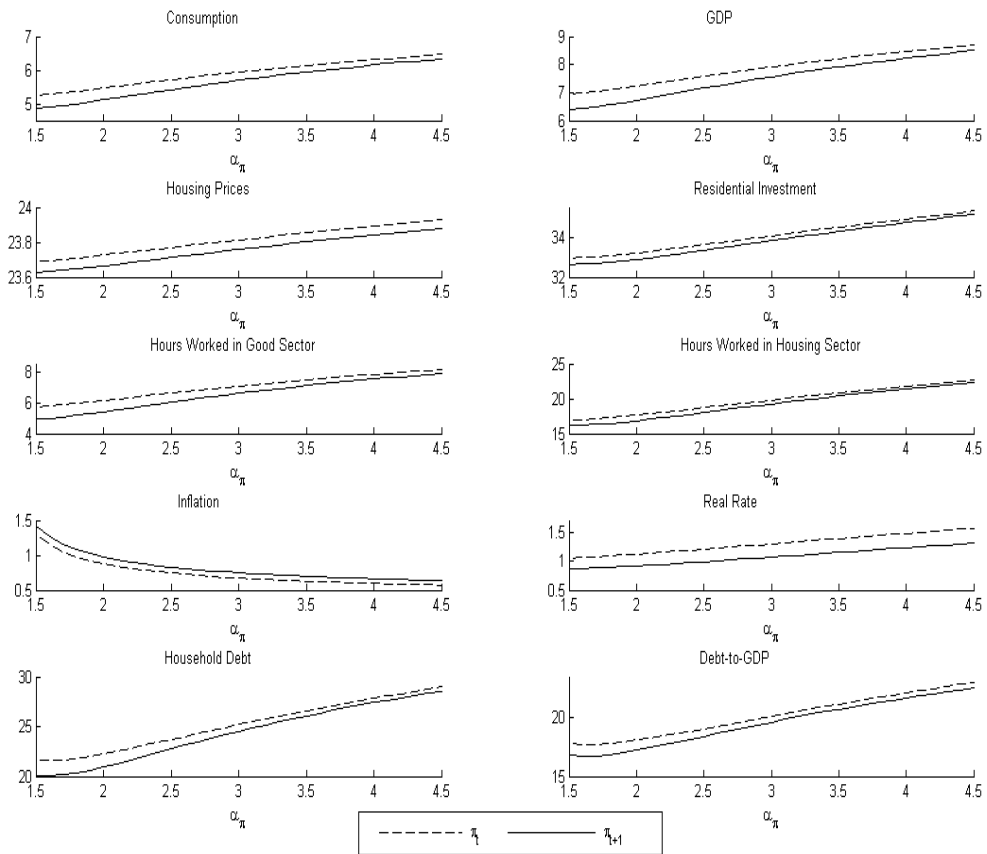 Consumption
7
6
5
1.5 2 2.5 3 3.5 4 4.5
α_π
GDP
9
8
7
6
1.5 2 2.5 3 3.5 4 4.5
α_π
Housing Prices
24
23.8
23.6
1.5 2 2.5 3 3.5 4 4.5
α_π
Residential Investment
34
32
1.5 2 2.5 3 3.5 4 4.5
α_π
Hours Worked in Good Sector
8
6
4
1.5 2 2.5 3 3.5 4 4.5
α_π
Hours Worked in Housing Sector
25
20
15
1.5 2 2.5 3 3.5 4 4.5
α_π
Inflation
1.5
1
0.5
1.5 2 2.5 3 3.5 4 4.5
α_π
Real Rate
1.5
1
0.5
1.5 2 2.5 3 3.5 4 4.5
α_π
Household Debt
30
25
20
1.5 2 2.5 3 3.5 4 4.5
α_π
Debt-to-GDP
20
15
1.5 2 2.5 3 3.5 4 4.5
α_π
π_t π_{t+1}